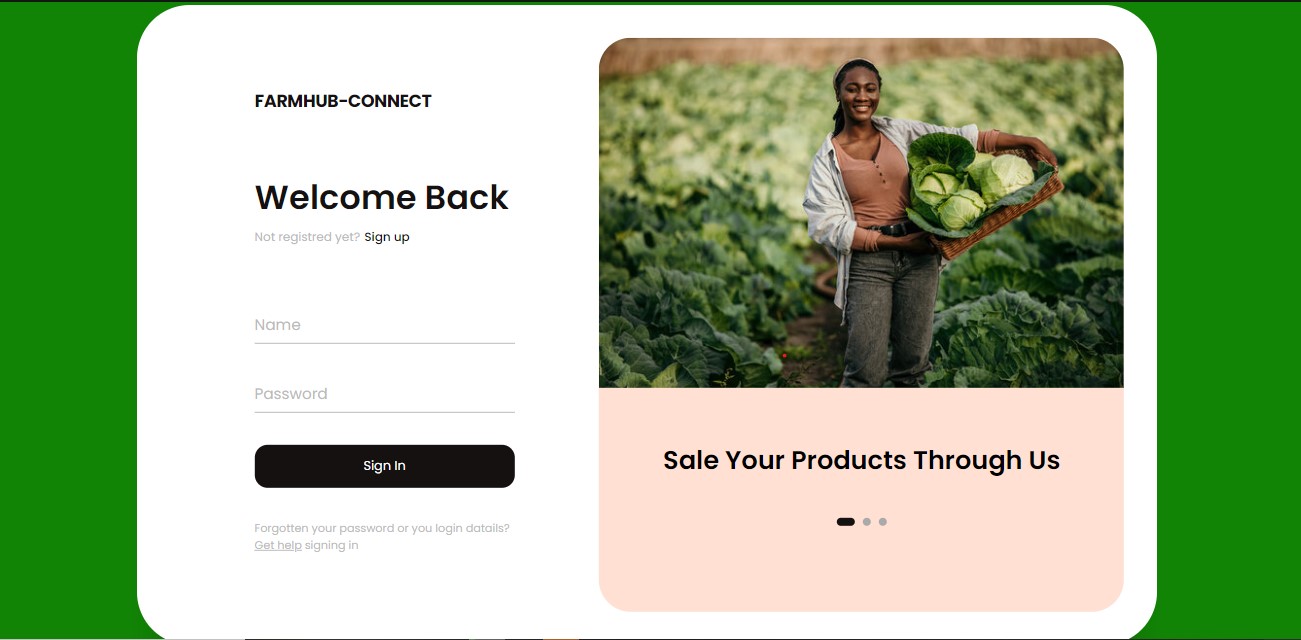 FARMHUB-CONNECT
Welcome Back
Not registred yet? Sign up
Name
Password
Sign In
Forgotten your password or you login datails?
Get help signing in
Sale Your Products Through Us